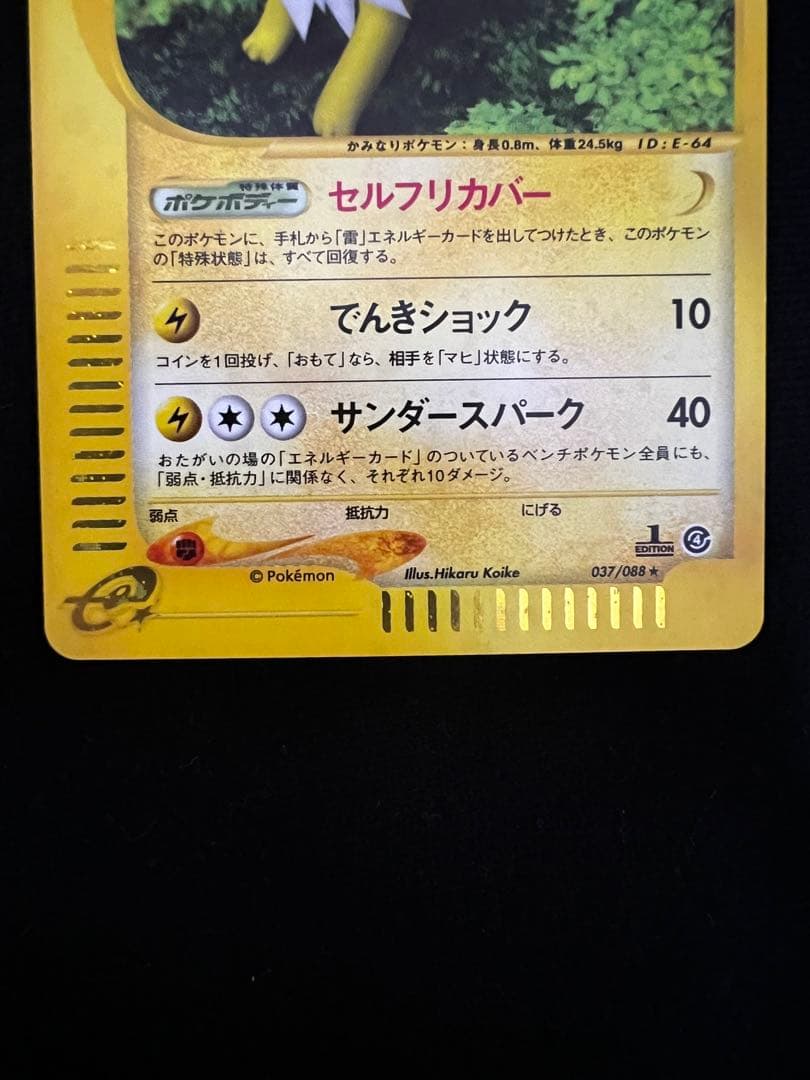 かみなりポケモン：身長0.8m、体重24.5kg ID:E-64
特殊体質
ポケボディー セルフリカバー
このポケモンに、手札から「雷」エネルギーカードを出してつけたとき、このポケモン
の「特殊状態」は、すべて回復する。
でんきショック 10
コインを1回投げ、「おもて」なら、相手を「マヒ」状態にする。
サンダースパーク 40
おたがいの場の「エネルギーカード」のついているベンチポケモン全員にも、
「弱点・抵抗力」に関係なく、それぞれ10ダメージ。
弱点 抵抗力 にげる
1 EDITION 4
©Pokémon Illus.Hikaru Koike 037/088★
e